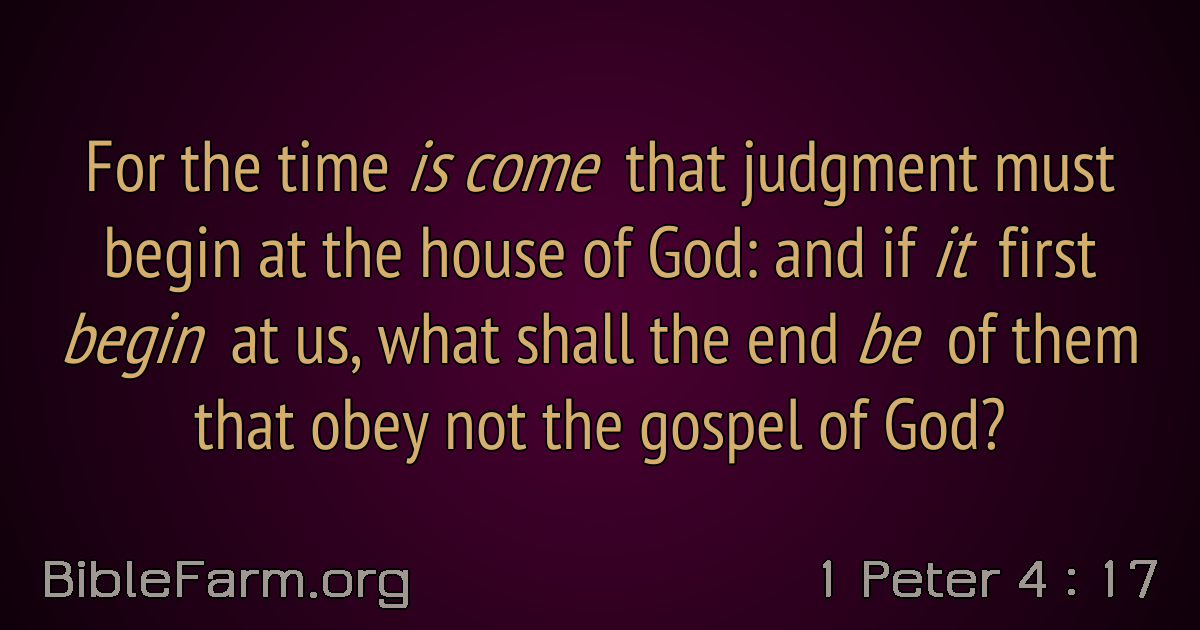 For the time is come that judgment must
begin at the house of God: and if it first
begin at us, what shall the end be of them
that obey not the gospel of God?
BibleFarm.org
1 Peter 4 : 17